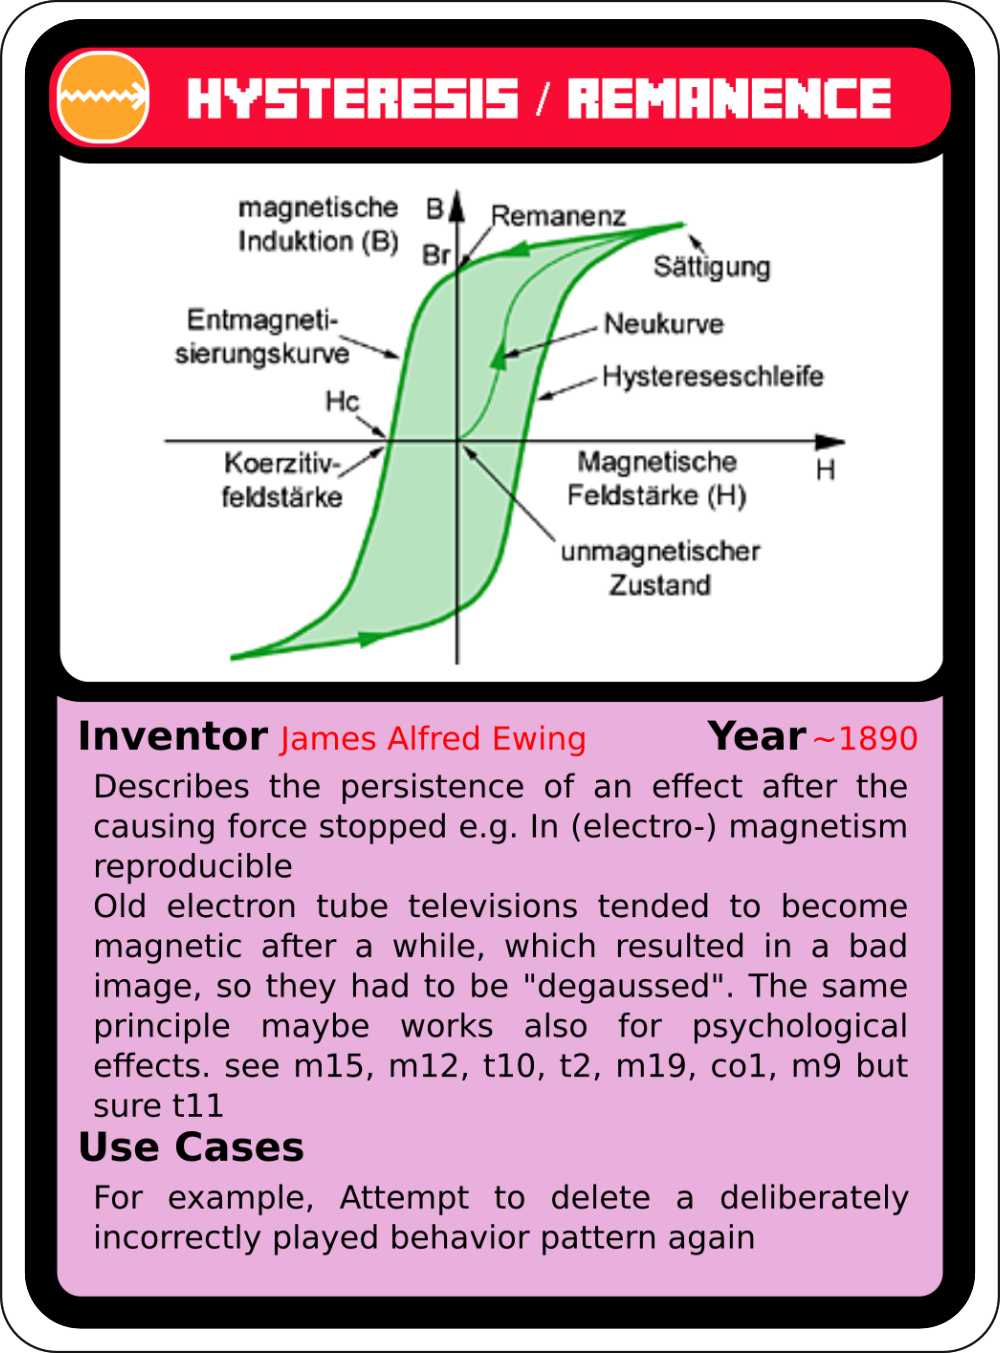 HYSTERESIS / REMANENCE
magnetische
Induktion (B)
B
Remanenz
Br
Sättigung
Entmagneti-
sierungskurve
Neukurve
Hystereseschleife
Hc
Koerzitiv-
feldstärke
Magnetische
Feldstärke (H)
H
unmagnetischer
Zustand
Inventor James Alfred Ewing Year ~1890
Describes the persistence of an effect after the
causing force stopped e.g. In (electro-) magnetism
reproducible
Old electron tube televisions tended to become
magnetic after a while, which resulted in a bad
image, so they had to be "degaussed". The same
principle maybe works also for psychological
effects. see m15, m12, t10, t2, m19, co1, m9 but
sure t11
Use Cases
For example, Attempt to delete a deliberately
incorrectly played behavior pattern again